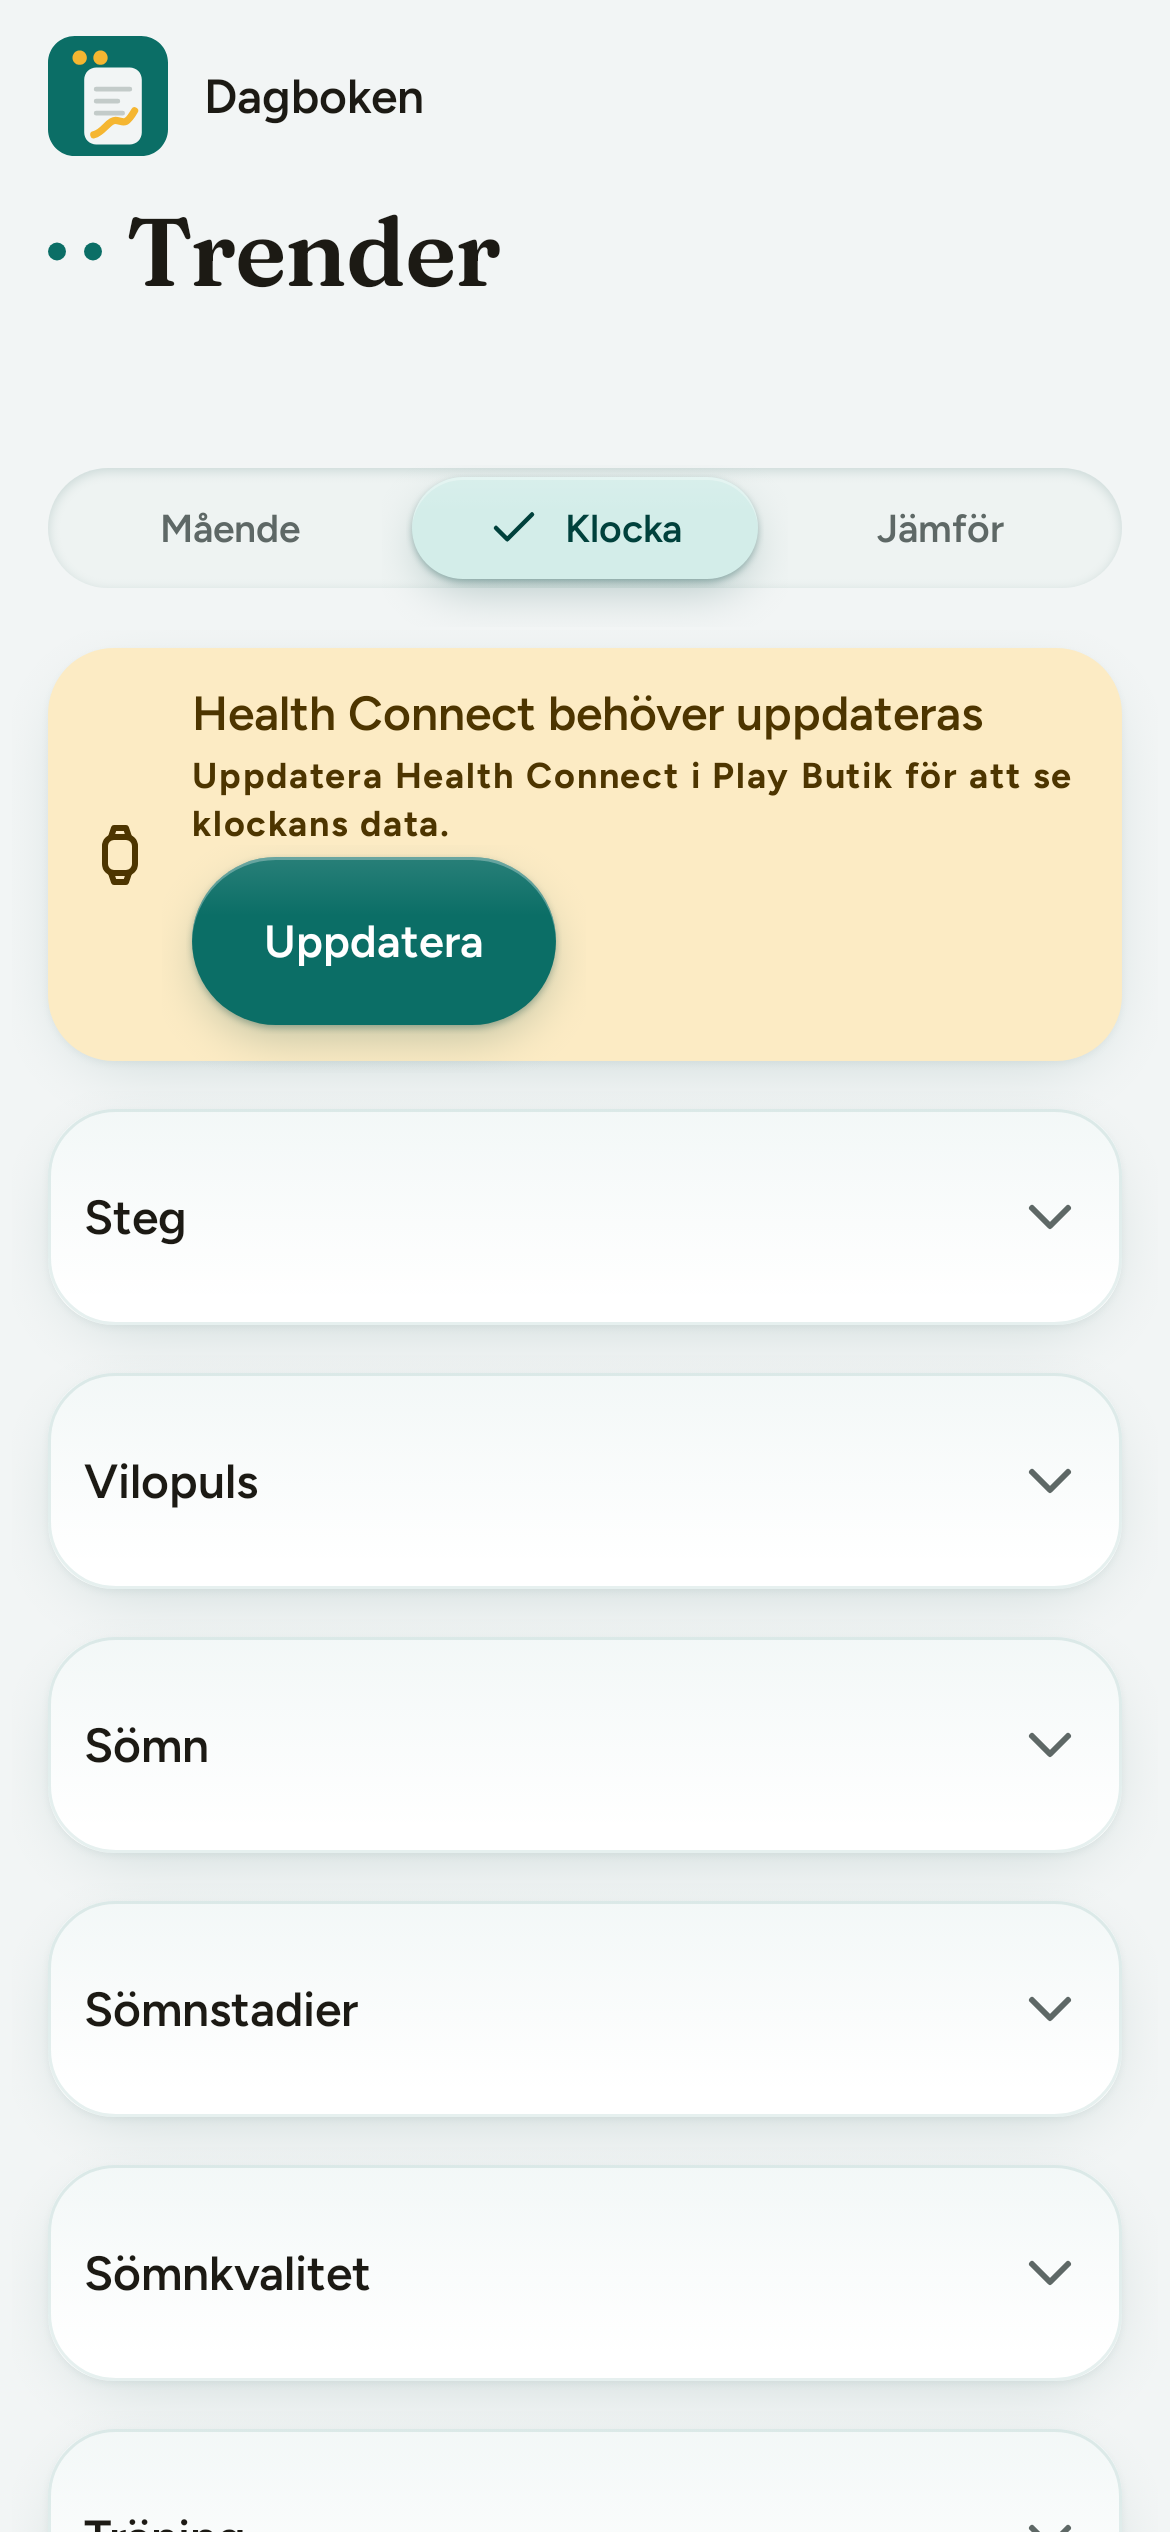 Dagboken
Trender
Mående
Klocka
Jämför
Health Connect behöver uppdateras
Uppdatera Health Connect i Play Butik för att se
klockans data.
Uppdatera
Steg
Vilopuls
Sömn
Sömnstadier
Sömnkvalitet